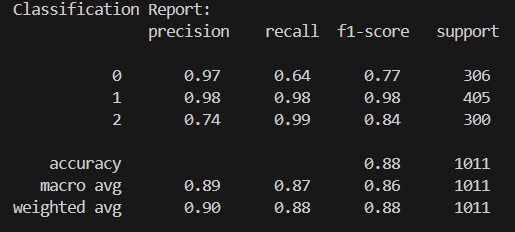 Classification Report:
precision recall f1-score support
0 0.97 0.64 0.77 306
1 0.98 0.98 0.98 405
2 0.74 0.99 0.84 300
accuracy 0.88 1011
macro avg 0.89 0.87 0.86 1011
weighted avg 0.90 0.88 0.88 1011